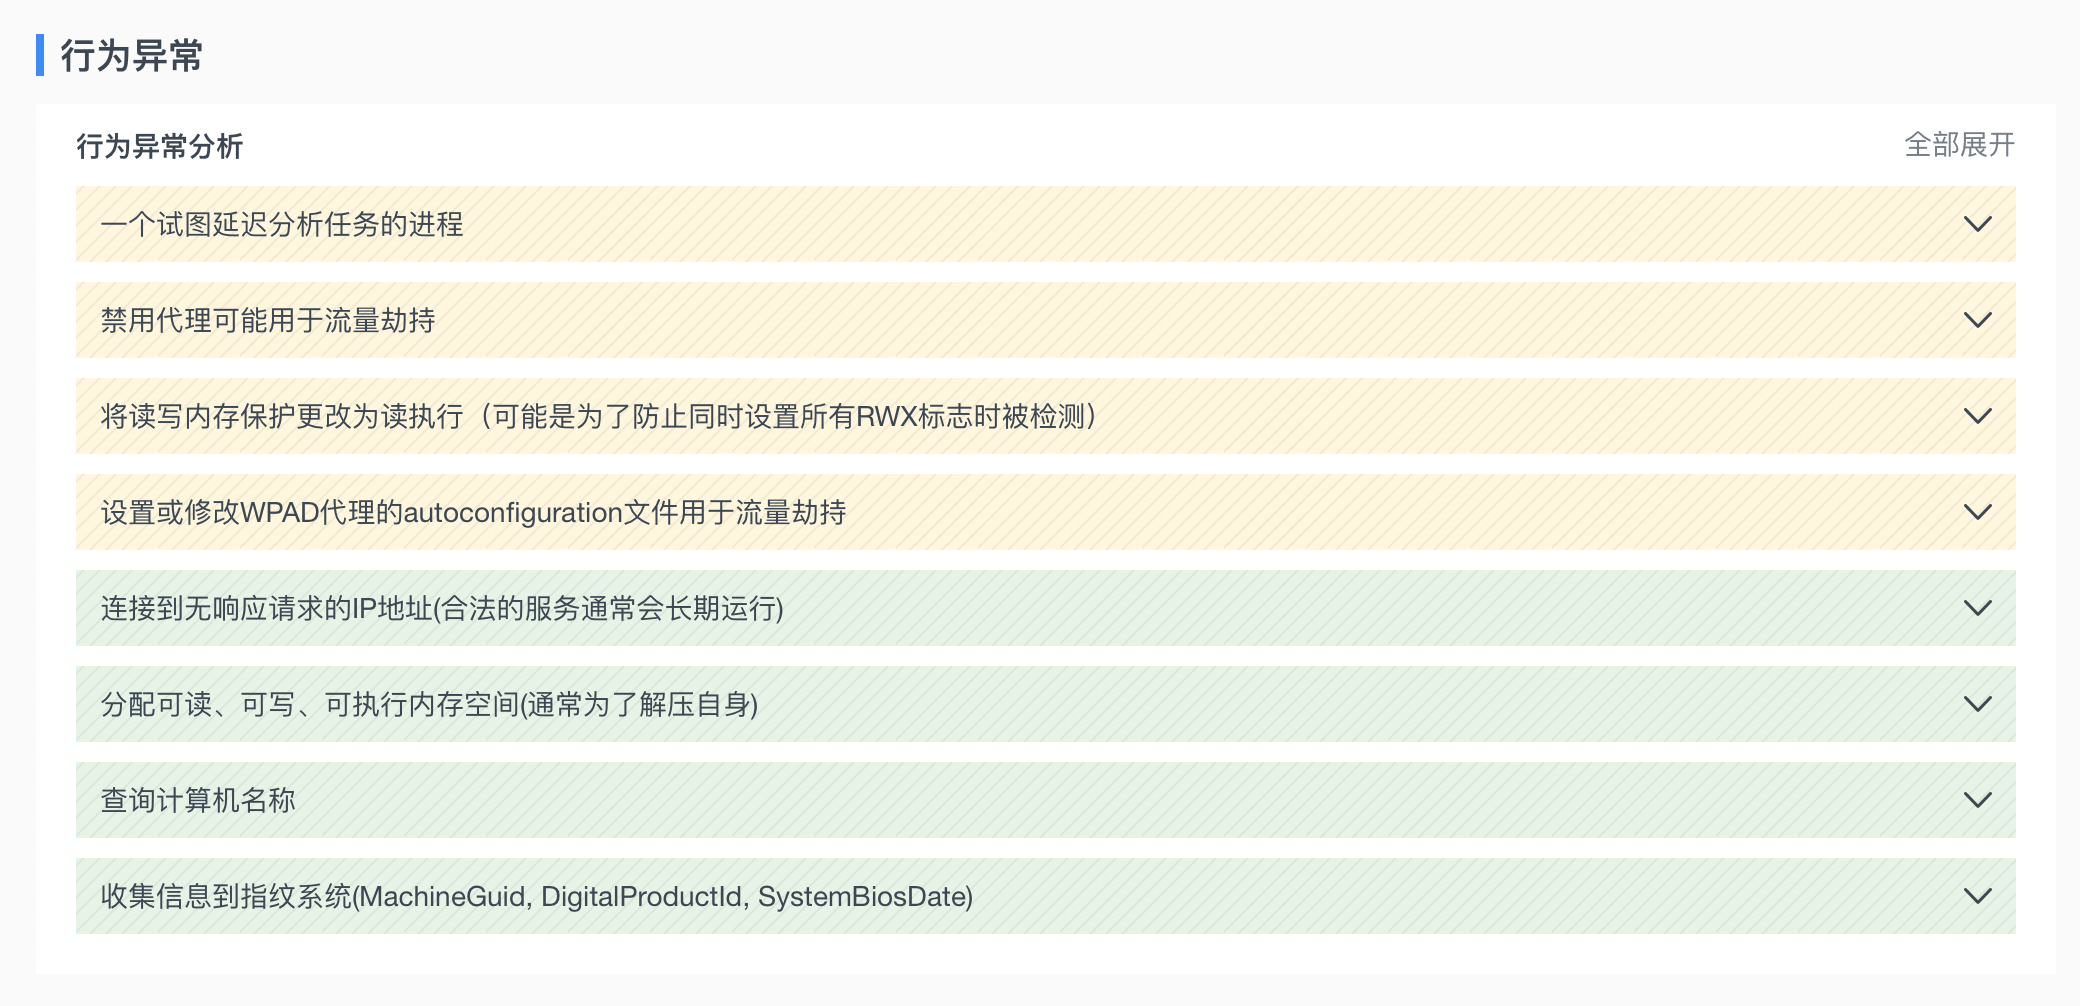 行为异常
行为异常分析
全部展开
一个试图延迟分析任务的进程
禁用代理可能用于流量劫持
将读写内存保护更改为读执行（可能是为了防止同时设置所有RWX标志时被检测）
设置或修改WPAD代理的autoconfiguration文件用于流量劫持
连接到无响应请求的IP地址(合法的服务通常会长期运行)
分配可读、可写、可执行内存空间(通常为了解压自身)
查询计算机名称
收集信息到指纹系统(MachineGuid, DigitalProductId, SystemBiosDate)